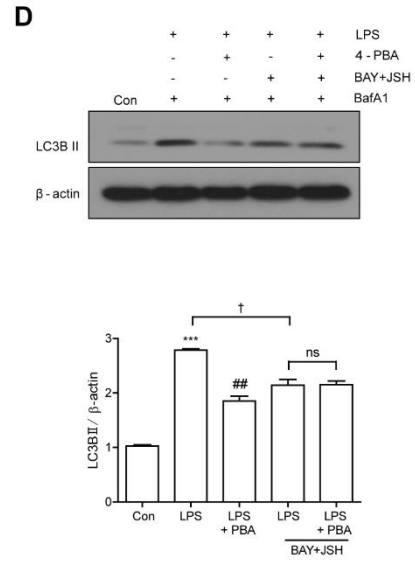 D
+ + + + LPS
- + - + 4 - PBA
- - + + BAY+JSH
Con + + + + BafA1
LC3B II
β - actin
†
3
***
ns
##
2
LC3BⅡ/ β-actin
1
0
Con LPS LPS LPS LPS
+ PBA + PBA
BAY+JSH